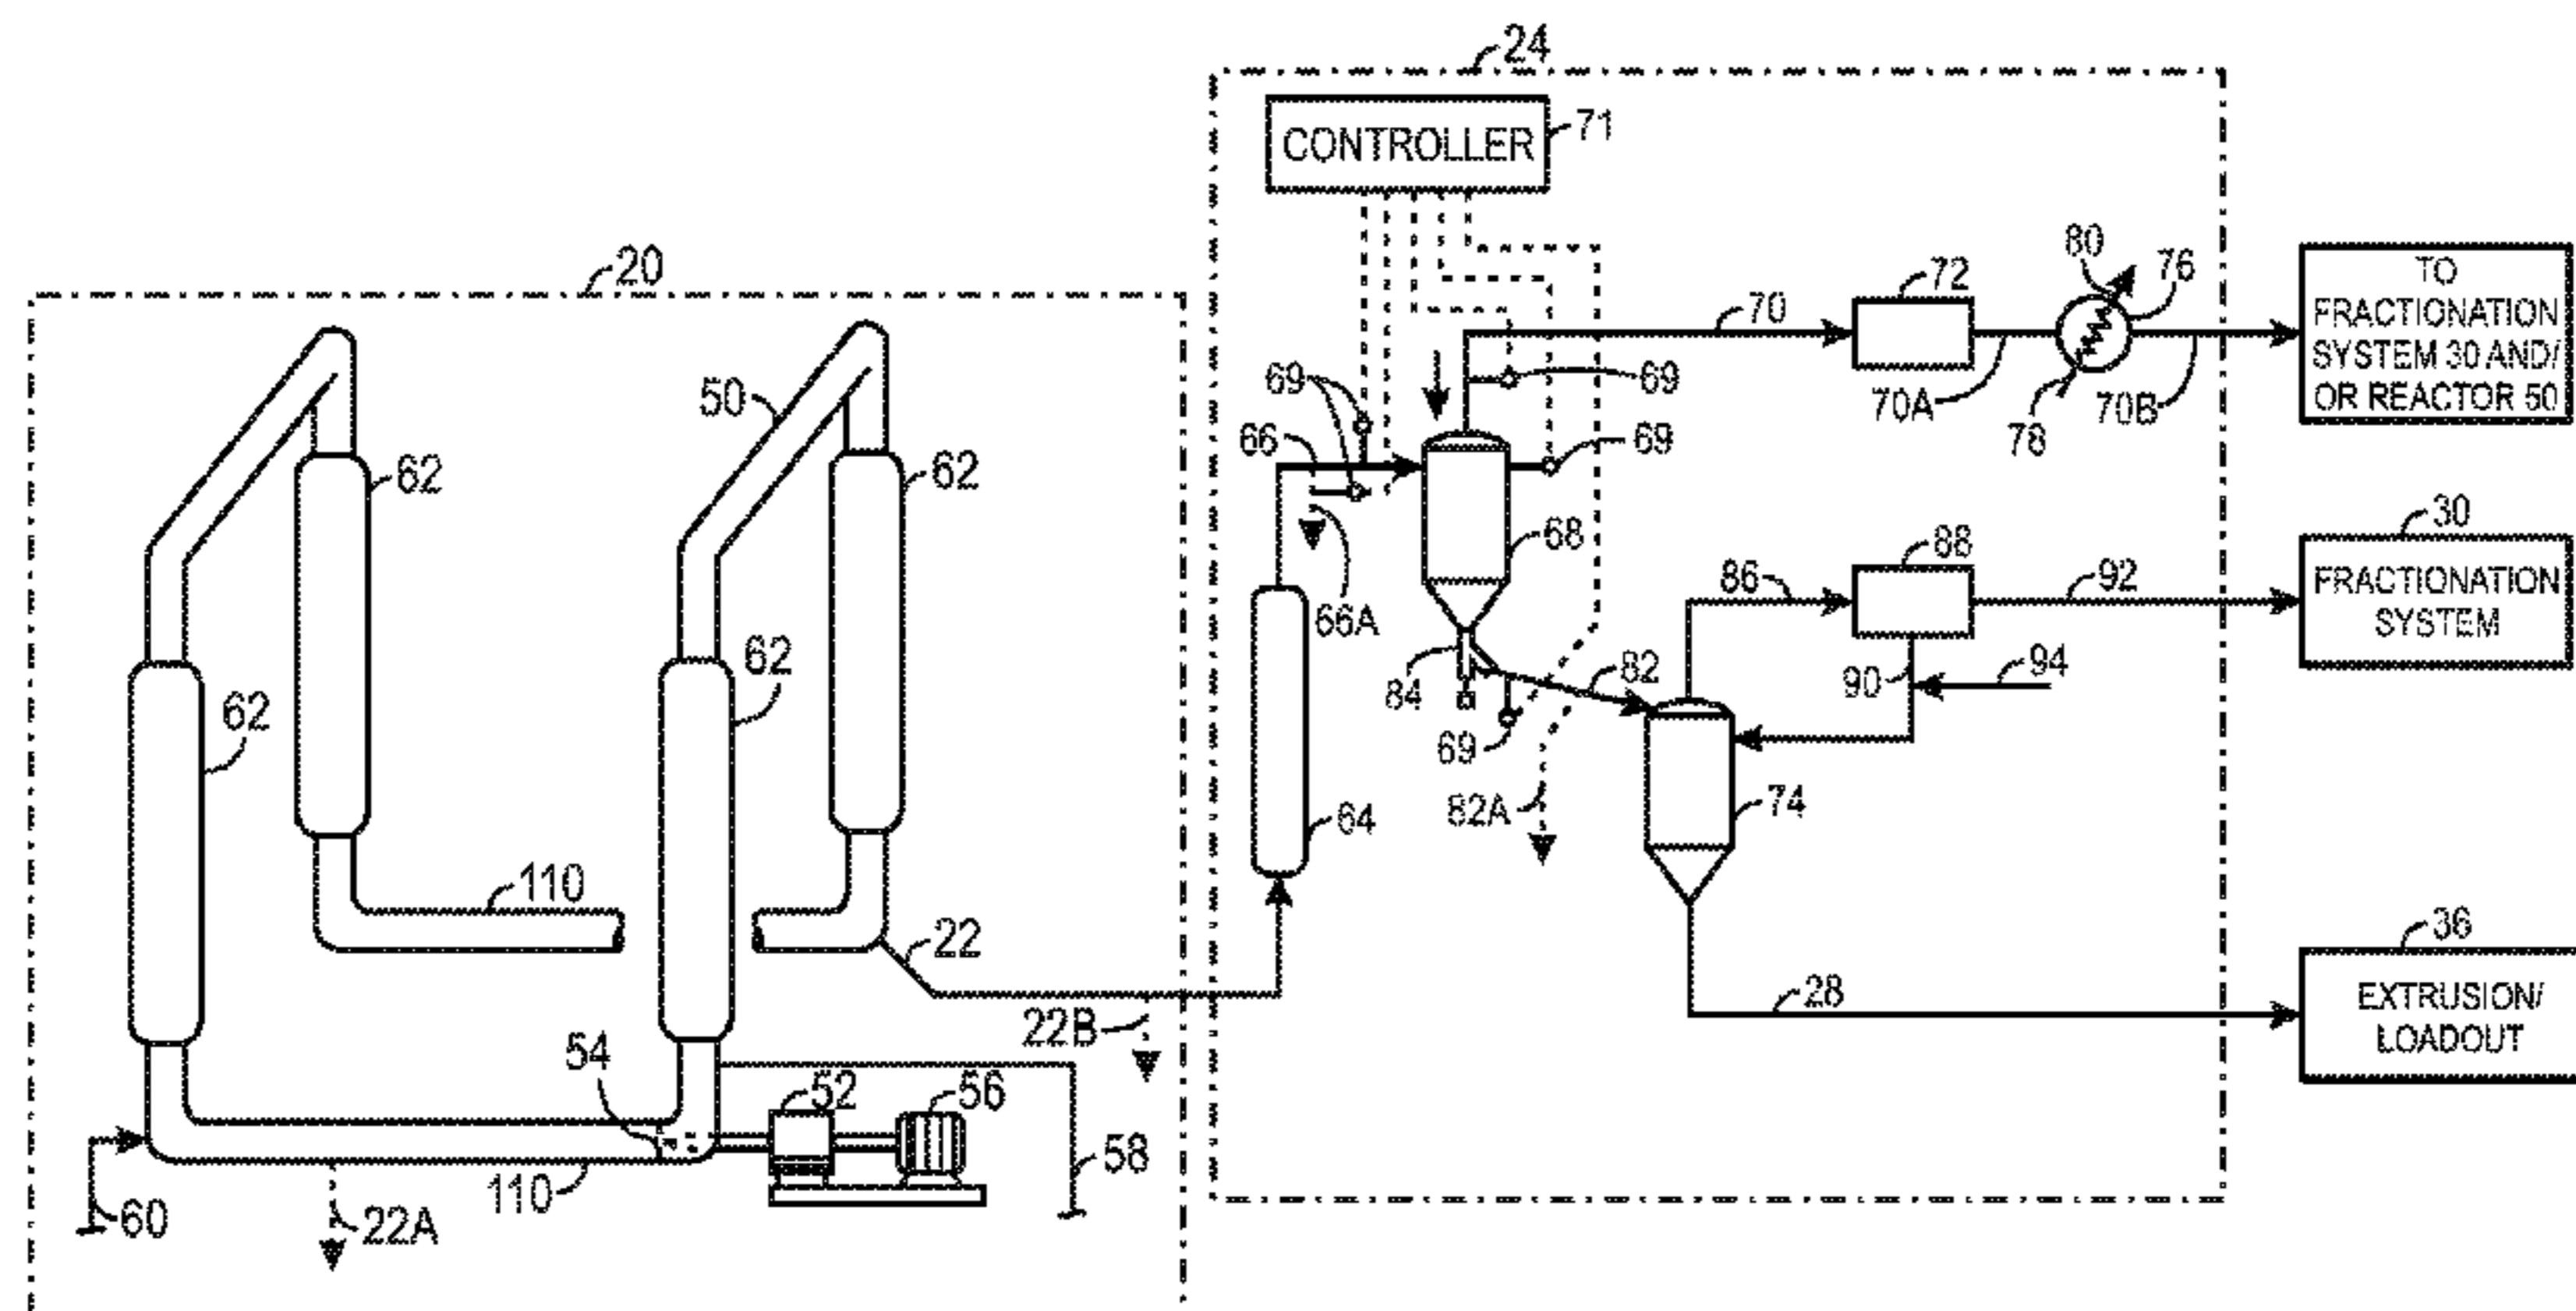 24
CONTROLLER
71
20
80
76
72
70
TO
FRACTIONATION
SYSTEM 30 AND/
OR REACTOR 50
69
69
50
66
70A
78
70B
69
62
62
68
30
88
66A
86
92
FRACTIONATION
SYSTEM
62
62
84
82
90
94
69
82A
74
64
110
22
36
28
EXTRUSION/
LOADOUT
22B
54
52
56
58
60
110
22A